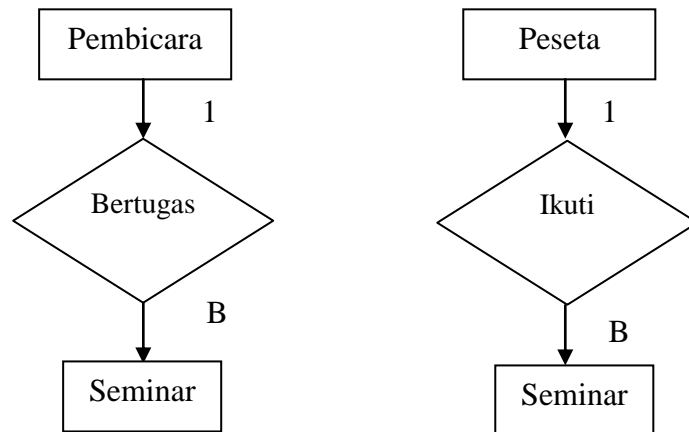 Pembicara
1
Bertugas
B
Seminar
Peseta
1
Ikuti
B
Seminar